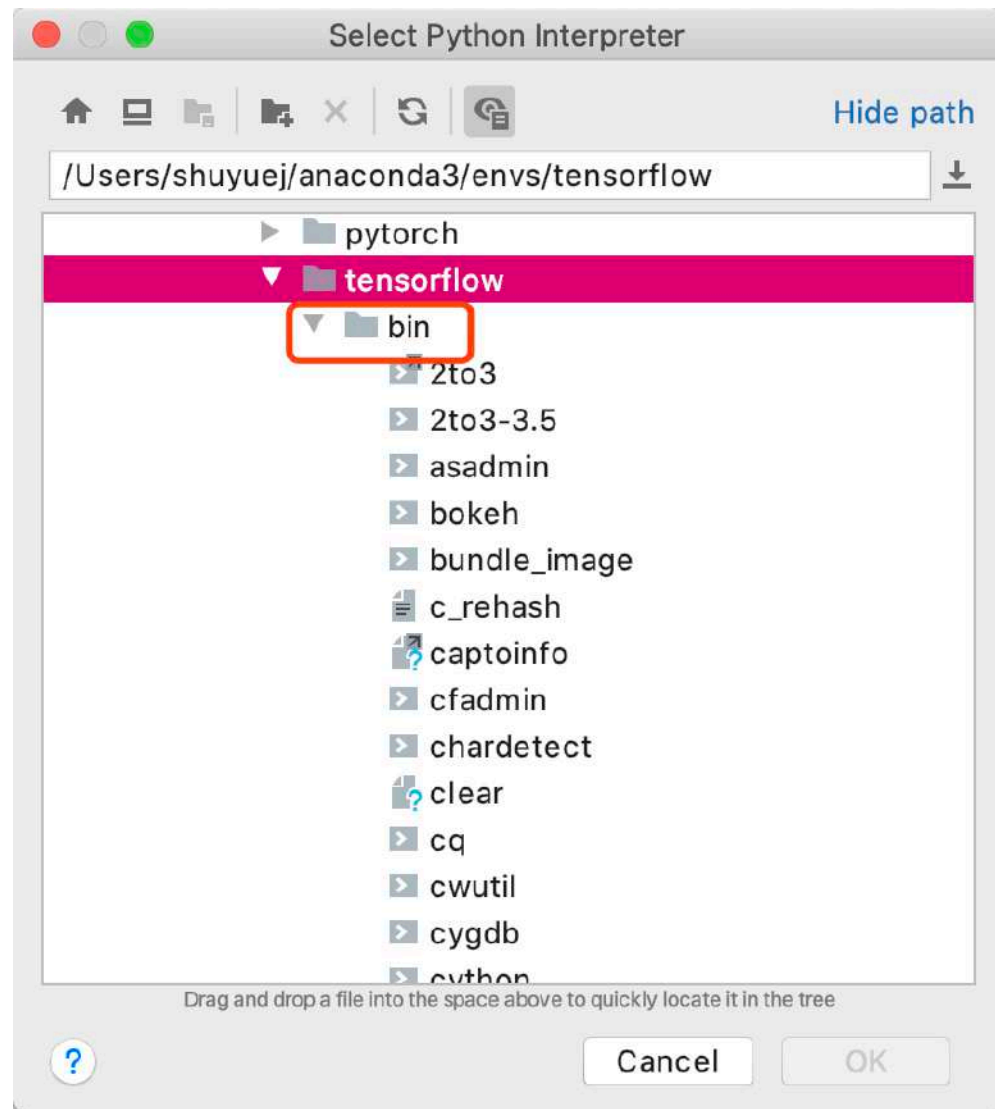 Select Python Interpreter
Hide path
/Users/shuyuej/anaconda3/envs/tensorflow
pytorch
tensorflow
bin
2to3
2to3-3.5
asadmin
bokeh
bundle_image
c_rehash
captoinfo
cfadmin
chardetect
clear
cq
cwutil
cygdb
cython
Drag and drop a file into the space above to quickly locate it in the tree
?
Cancel
OK